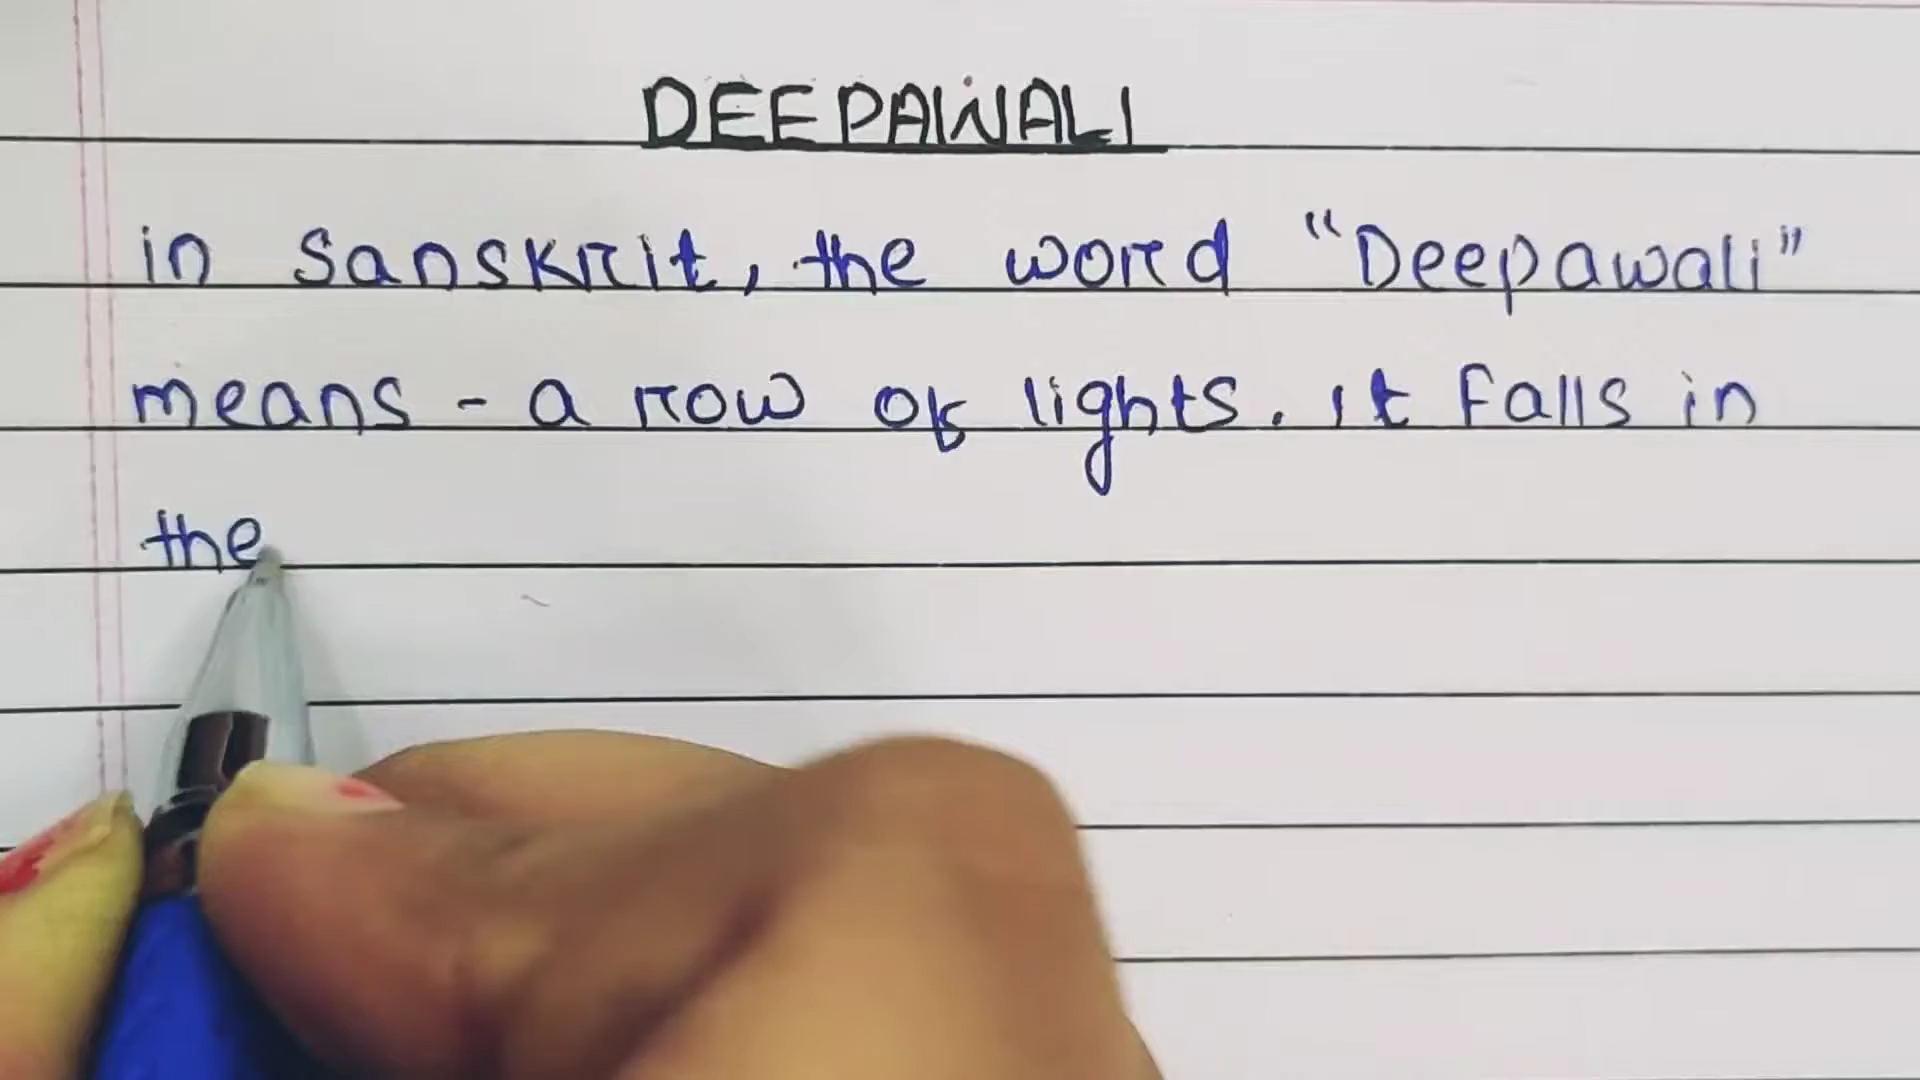 DEEPAWALI
in Sanskrit, the word "Deepawali"
means - a row of lights. it falls in
the